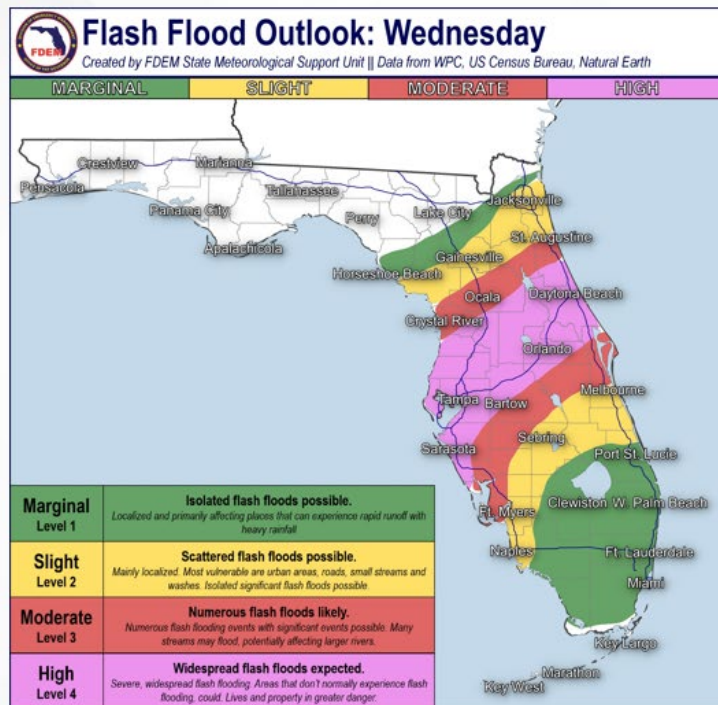 FDEM
Flash Flood Outlook: Wednesday
Created by FDEM State Meteorological Support Unit || Data from WPC, US Census Bureau, Natural Earth
MARGINAL SLIGHT MODERATE HIGH
Crestview Marianna
Pensacola
Tallahassee
Jacksonville
Panama City
Perry
Lake City
St. Augustine
Apalachicola
Gainesville
Horseshoe Beach
Ocala
Daytona Beach
Crystal River
Orlando
Melbourne
Tampa
Bartow
Sebring
Sarasota
Port St. Lucie
Clewiston W. Palm Beach
Ft. Myers
Naples
Ft. Lauderdale
Miami
Key Largo
Marathon
Key West
Marginal
Level 1
Isolated flash floods possible.
Localized and primarily affecting places that can experience rapid runoff with
heavy rainfall
Slight
Level 2
Scattered flash floods possible.
Mainly localized. Most vulnerable are urban areas, roads, small streams and
washes. Isolated significant flash floods possible.
Moderate
Level 3
Numerous flash floods likely.
Numerous flash flooding events with significant events possible. Many
streams may flood, potentially affecting larger rivers.
High
Level 4
Widespread flash floods expected.
Severe, widespread flash flooding. Areas that don't normally experience flash
flooding, could. Lives and property in greater danger.